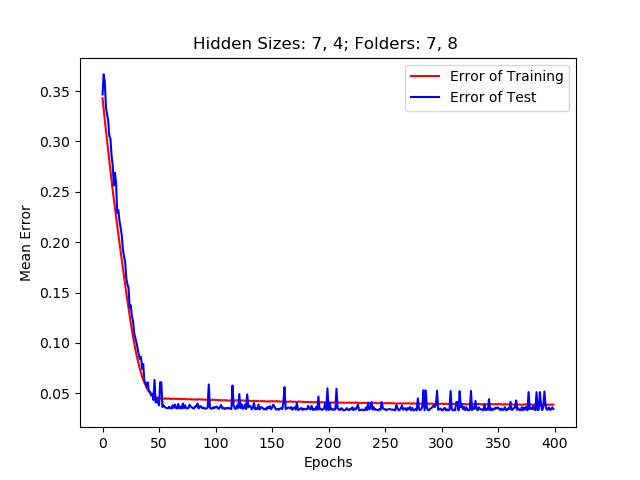 Hidden Sizes: 7, 4; Folders: 7, 8
Error of Training
Error of Test
Mean Error
0.35
0.30
0.25
0.20
0.15
0.10
0.05
0 50 100 150 200 250 300 350 400
Epochs